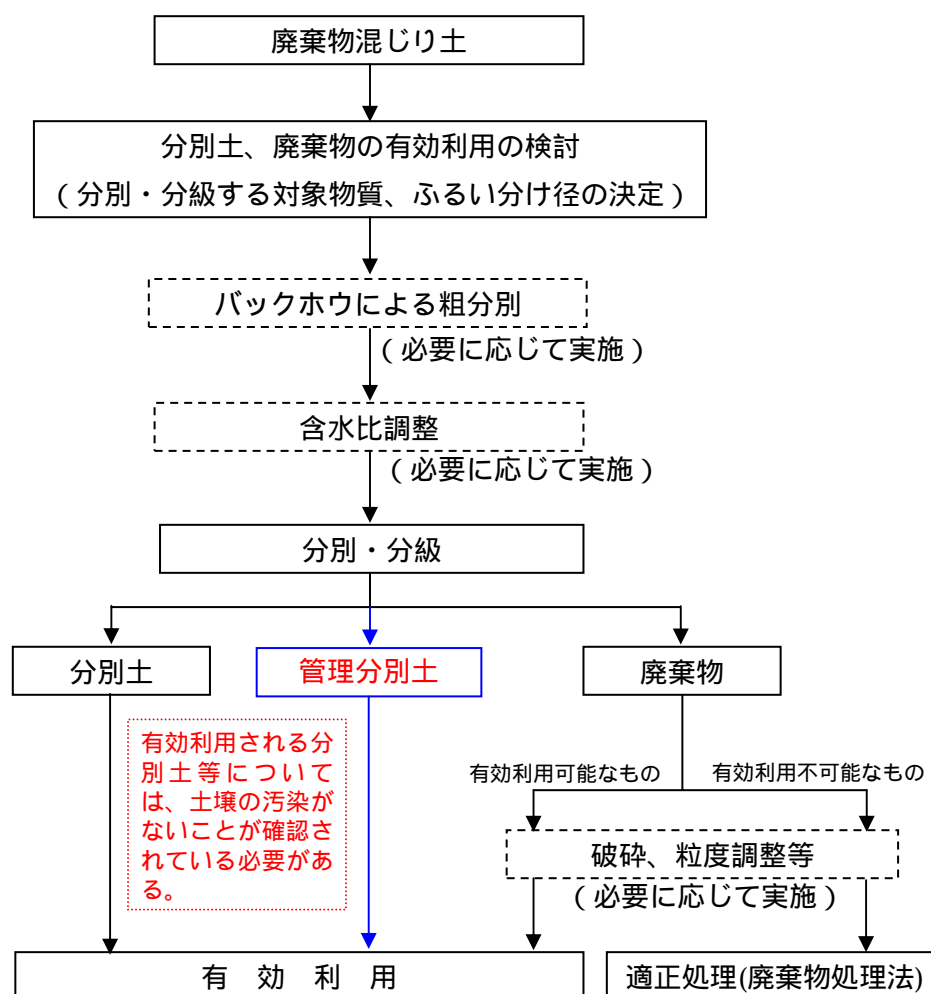 廃棄物混じり土
分別土、廃棄物の有効利用の検討
（分別・分級する対象物質、ふるい分け径の決定）
バックホウによる粗分別
（必要に応じて実施）
含水比調整
（必要に応じて実施）
分別・分級
分別土
管理分別土
廃棄物
有効利用される分
別土等について
は、土壌の汚染が
ないことが確認さ
れている必要があ
る。
有効利用可能なもの
有効利用不可能なもの
破砕、粒度調整等
（必要に応じて実施）
有 効 利 用
適正処理(廃棄物処理法)